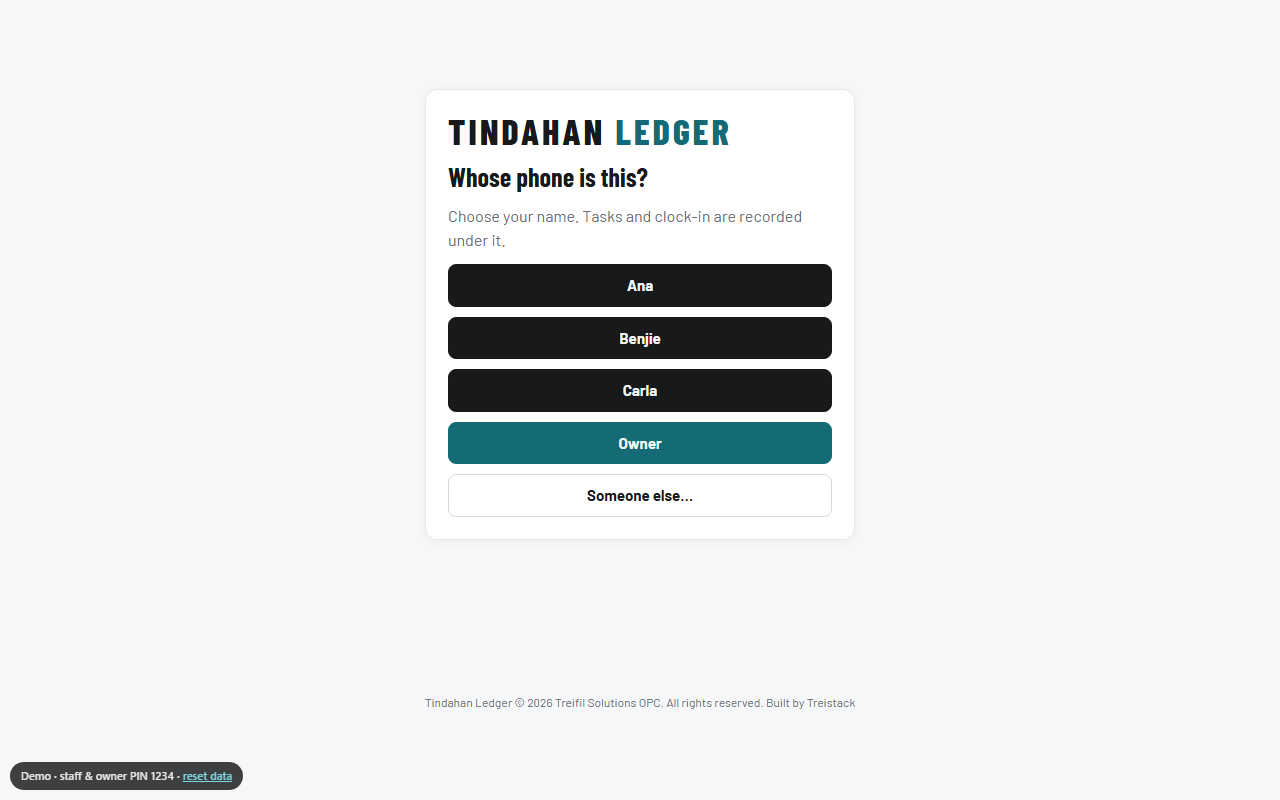 TINDAHAN LEDGER
Whose phone is this?
Choose your name. Tasks and clock-in are recorded
under it.
Ana
Benjie
Carla
Owner
Someone else...
Tindahan Ledger © 2026 Treifil Solutions OPC. All rights reserved. Built by Treistack
Demo · staff & owner PIN 1234 · reset data